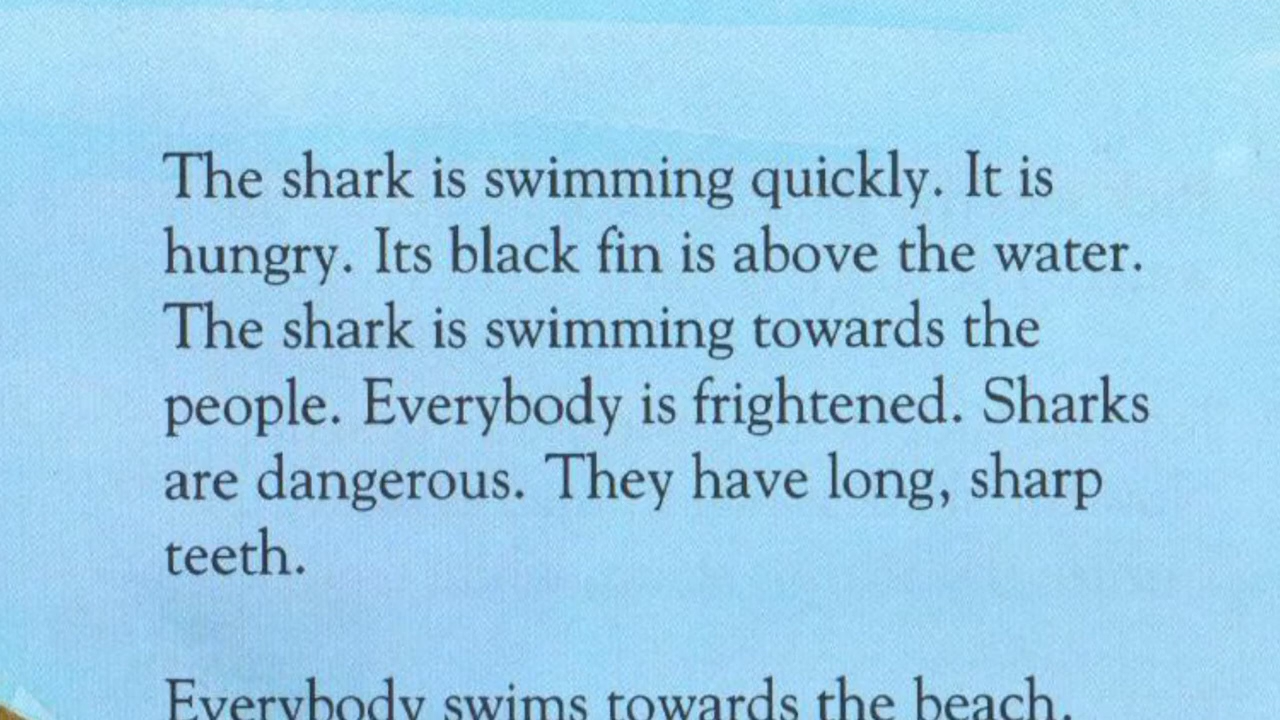 The shark is swimming quickly. It is
hungry. Its black fin is above the water.
The shark is swimming towards the
people. Everybody is frightened. Sharks
are dangerous. They have long, sharp
teeth.
Everybody swims towards the beach.